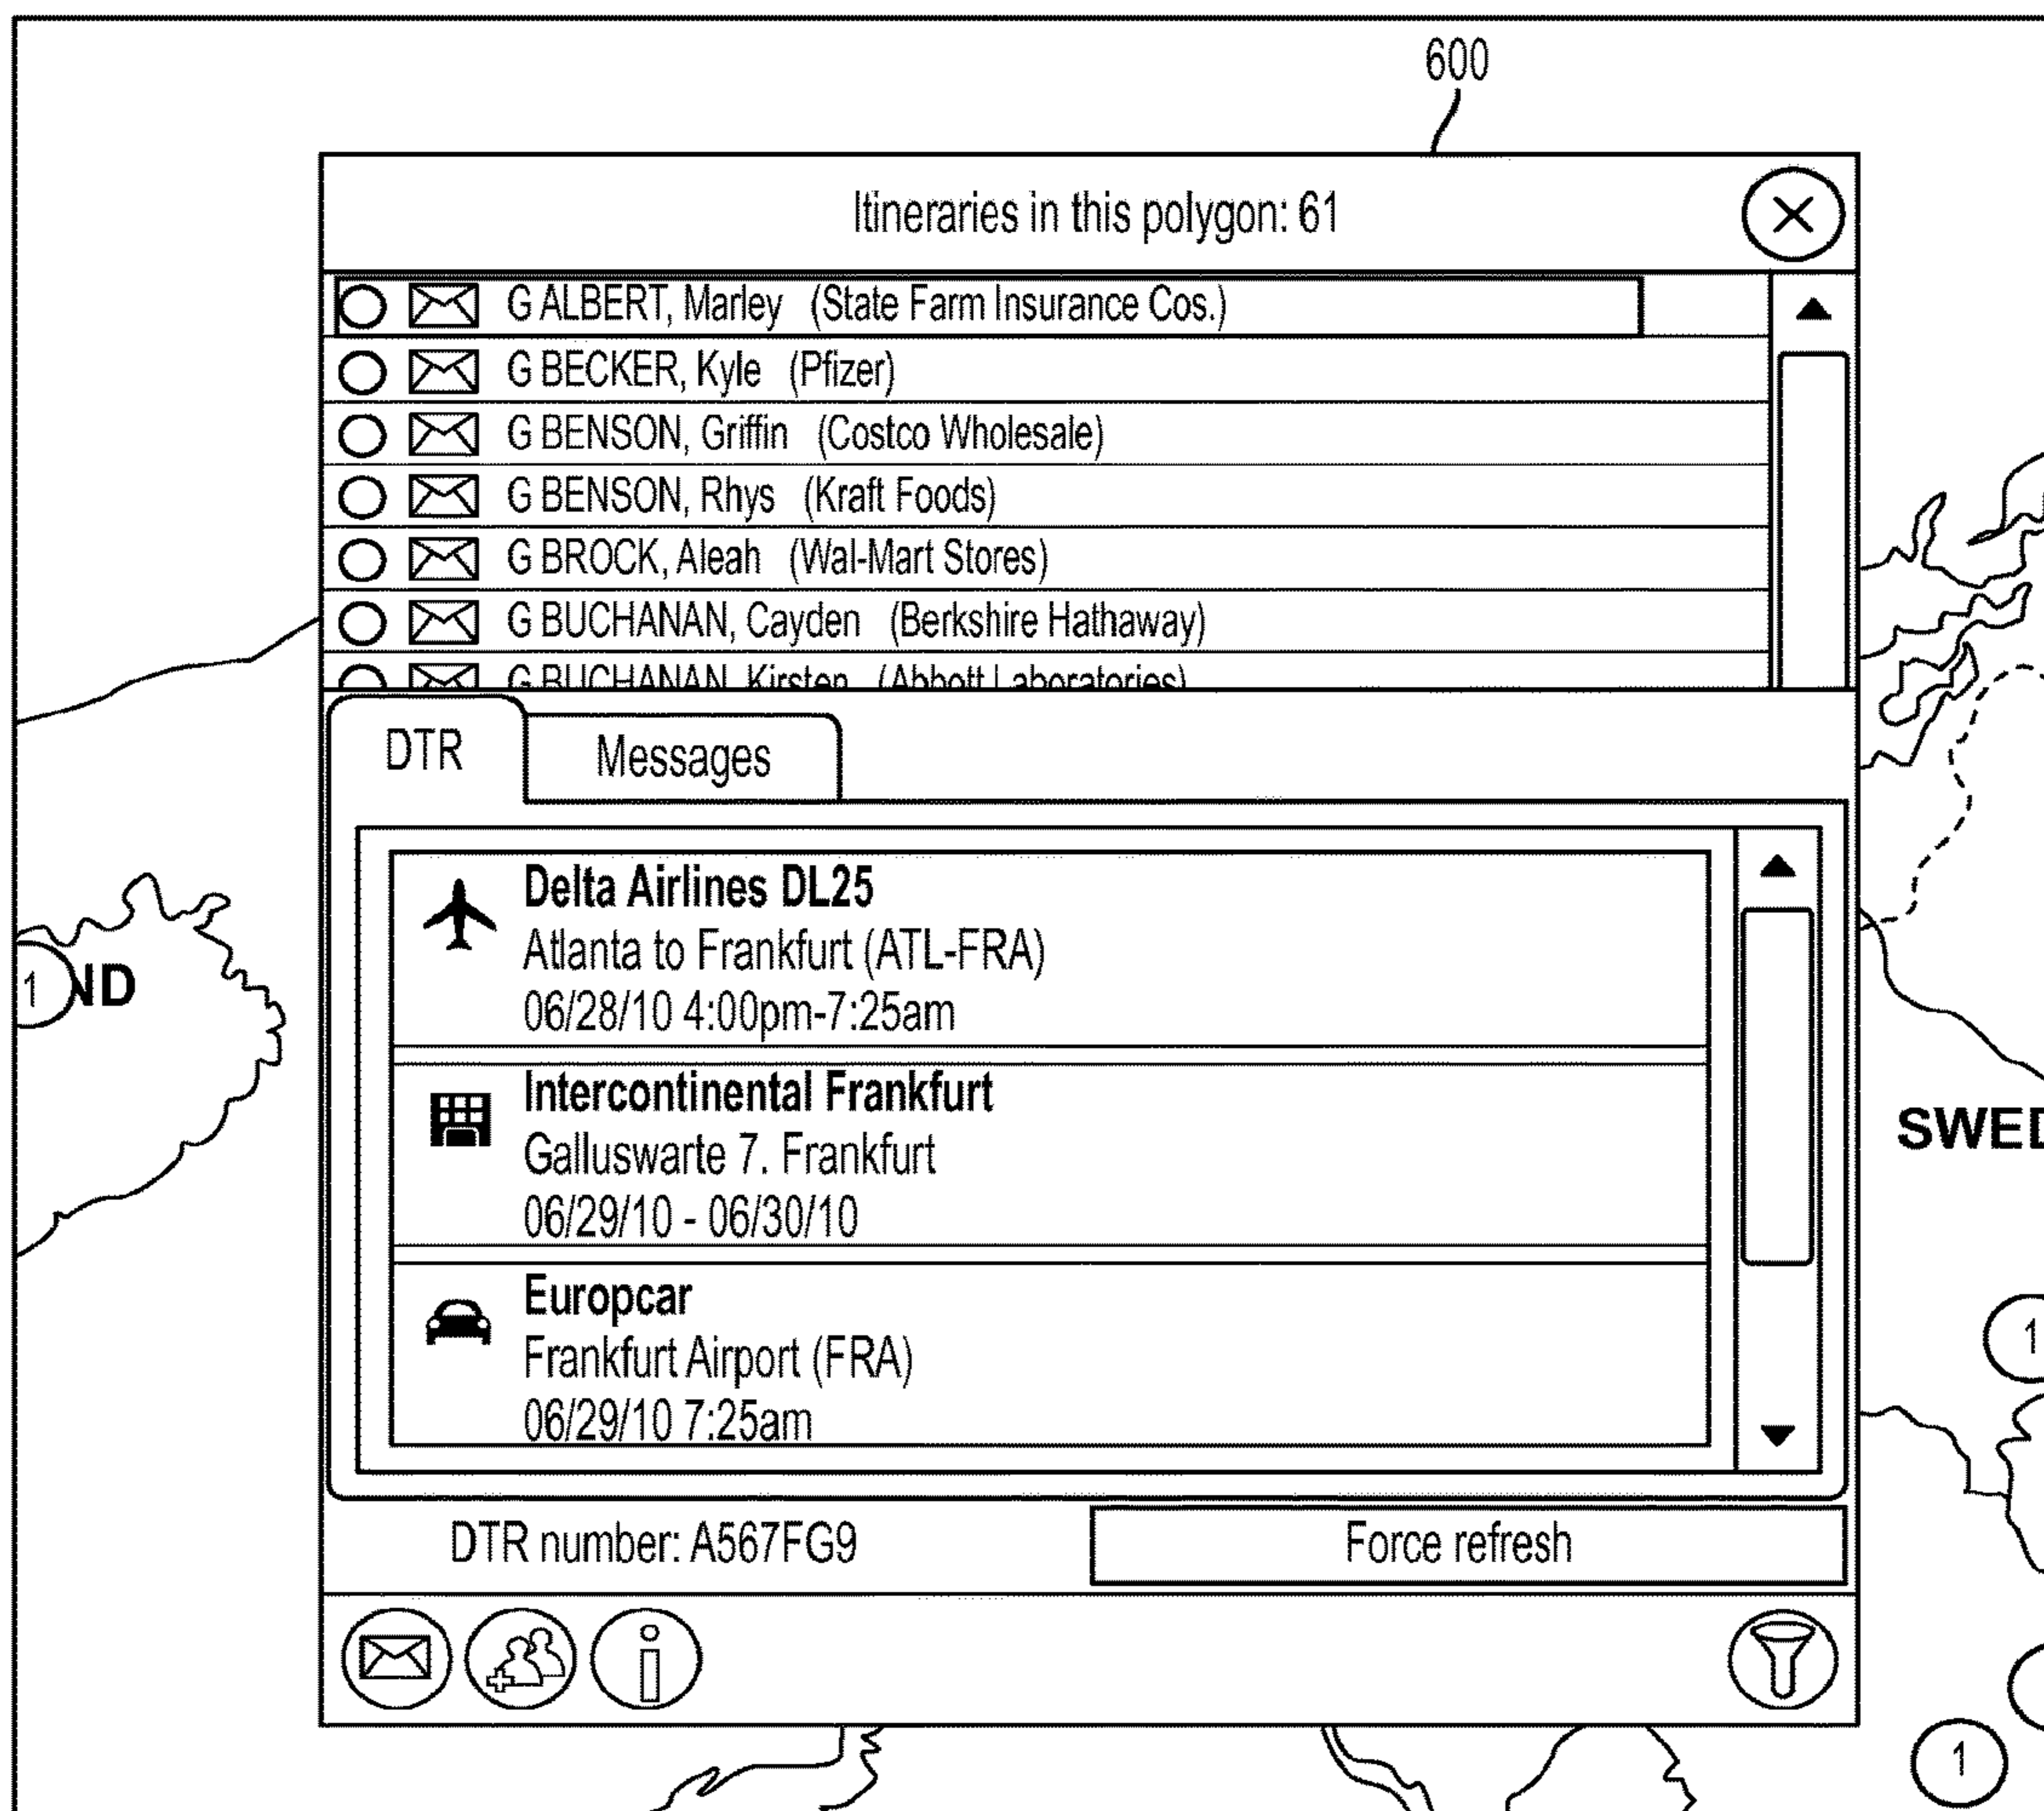 600
Itineraries in this polygon: 61
G ALBERT, Marley (State Farm Insurance Cos.)
G BECKER, Kyle (Pfizer)
G BENSON, Griffin (Costco Wholesale)
G BENSON, Rhys (Kraft Foods)
G BROCK, Aleah (Wal-Mart Stores)
G BUCHANAN, Cayden (Berkshire Hathaway)
G BUCHANAN, Kirsten (Abbott Laboratories)
DTR
Messages
Delta Airlines DL25
Atlanta to Frankfurt (ATL-FRA)
06/28/10 4:00pm-7:25am
1
ND
Intercontinental Frankfurt
Galluswarte 7. Frankfurt
06/29/10 - 06/30/10
SWED
Europcar
Frankfurt Airport (FRA)
06/29/10 7:25am
1
DTR number: A567FG9
Force refresh
1